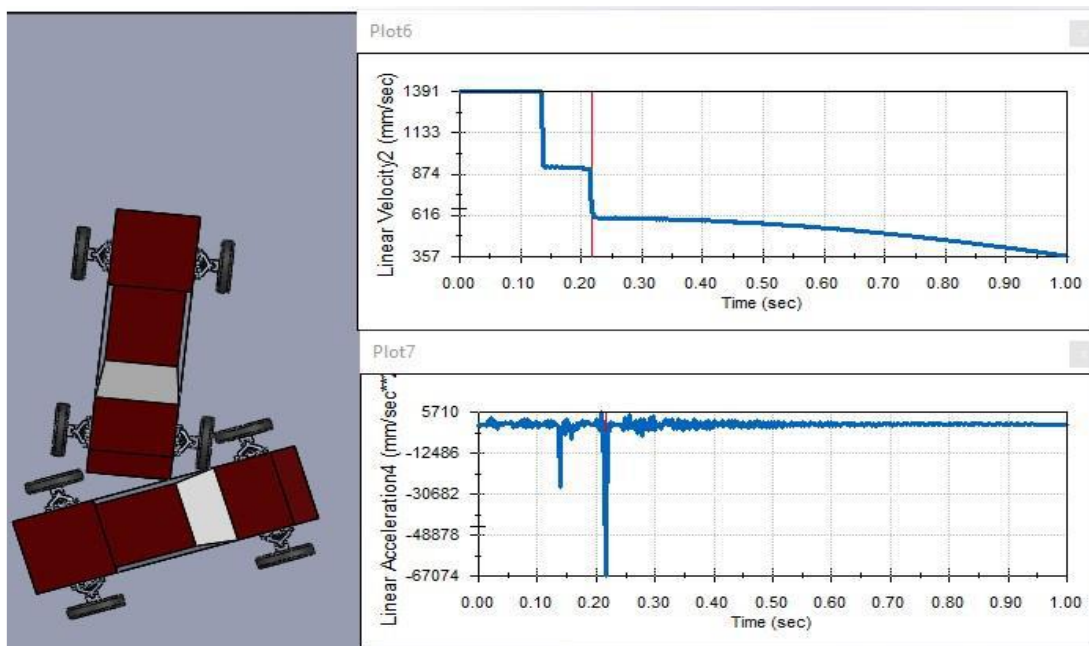 Plot6
Linear Velocity2 (mm/sec)
1391
1133
874
616
357
0.00 0.10 0.20 0.30 0.40 0.50 0.60 0.70 0.80 0.90 1.00
Time (sec)
Plot7
Linear Acceleration4 (mm/sec**
5710
-12486
-30682
-48878
-67074
0.00 0.10 0.20 0.30 0.40 0.50 0.60 0.70 0.80 0.90 1.00
Time (sec)